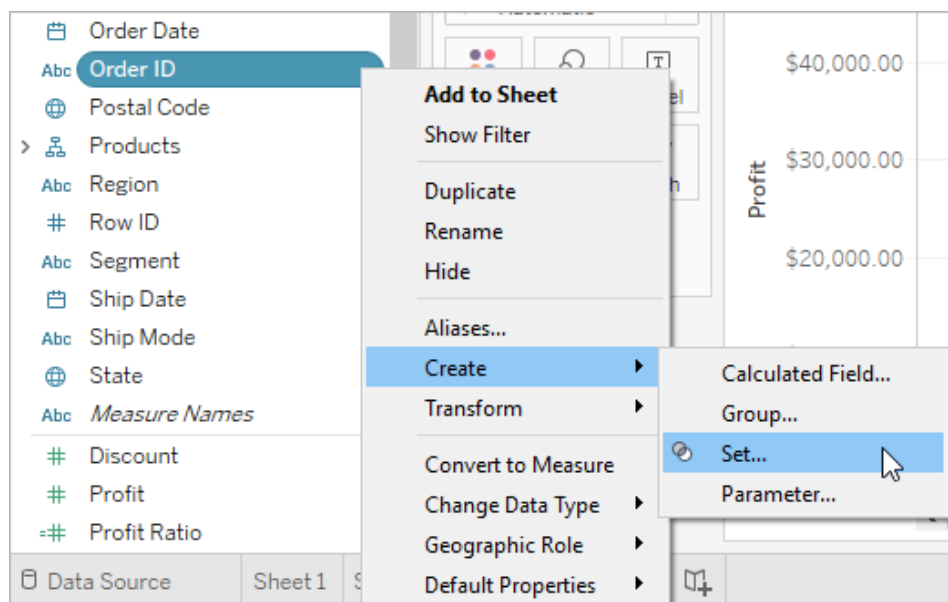 Order Date
Abc Order ID
Postal Code
Products
Abc Region
Row ID
Abc Segment
Ship Date
Abc Ship Mode
State
Abc Measure Names
# Discount
# Profit
=# Profit Ratio
Data Source
Sheet 1
Add to Sheet
Show Filter
Duplicate
Rename
Hide
Aliases...
Create
Transform
Convert to Measure
Change Data Type
Geographic Role
Default Properties
Calculated Field...
Group...
Set...
Parameter...
Profit
$40,000.00
$30,000.00
$20,000.00